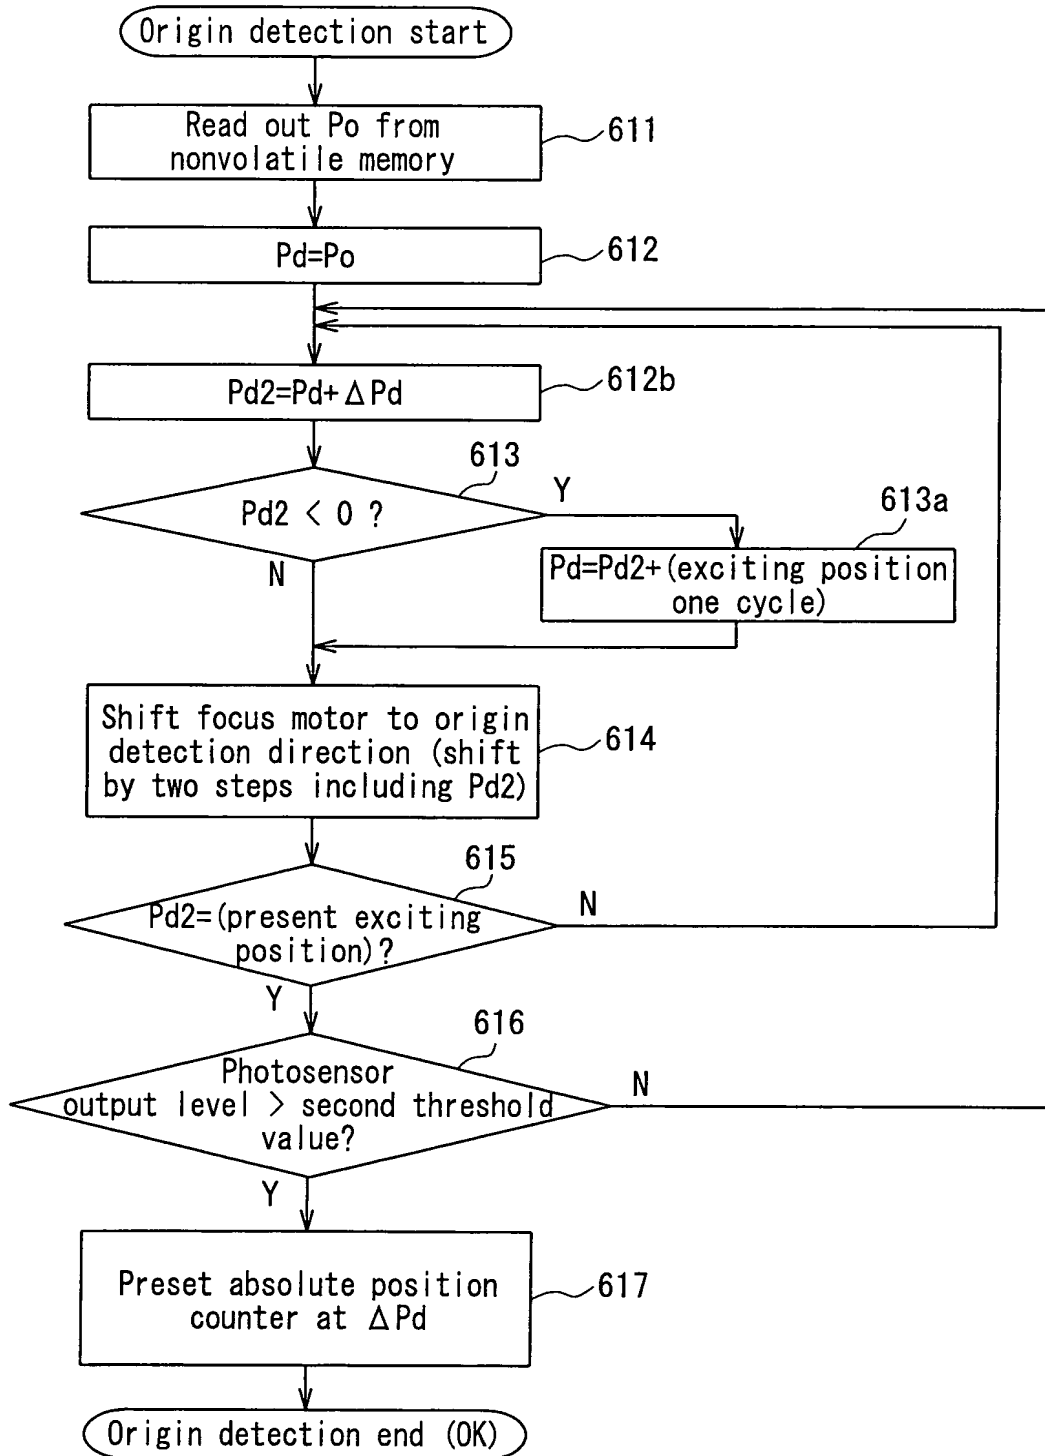 Origin detection start
Read out Po from
nonvolatile memory
611
Pd=Po
612
Pd2=Pd+ΔPd
612b
613
Pd2 < 0 ?
Y
N
613a
Pd=Pd2+(exciting position
one cycle)
Shift focus motor to origin
detection direction (shift
by two steps including Pd2)
614
615
Pd2=(present exciting
position)?
N
Y
616
Photosensor
output level > second threshold
value?
N
Y
Preset absolute position
counter at ΔPd
617
Origin detection end (OK)